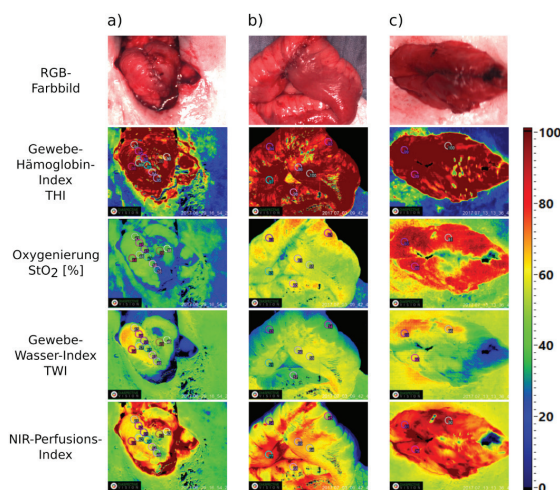 a)
b)
c)
RGB-
Farbbild
Gewebe-
Hämoglobin-
Index
THI
Oxygenierung
StO2 [%]
Gewebe-
Wasser-Index
TWI
NIR-Perfusions-
Index
100
80
60
40
20
0